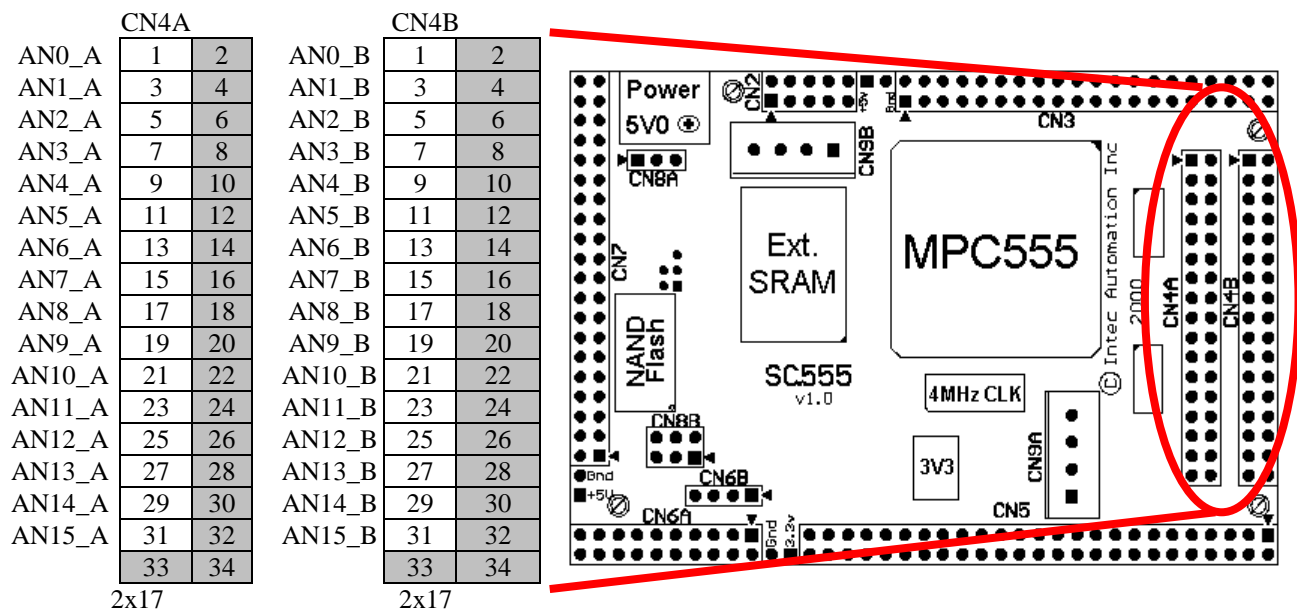 CN4A CN4B
AN0_A 1 2 AN0_B 1 2
AN1_A 3 4 AN1_B 3 4
AN2_A 5 6 AN2_B 5 6
AN3_A 7 8 AN3_B 7 8
AN4_A 9 10 AN4_B 9 10
AN5_A 11 12 AN5_B 11 12
AN6_A 13 14 AN6_B 13 14
AN7_A 15 16 AN7_B 15 16
AN8_A 17 18 AN8_B 17 18
AN9_A 19 20 AN9_B 19 20
AN10_A 21 22 AN10_B 21 22
AN11_A 23 24 AN11_B 23 24
AN12_A 25 26 AN12_B 25 26
AN13_A 27 28 AN13_B 27 28
AN14_A 29 30 AN14_B 29 30
AN15_A 31 32 AN15_B 31 32
33 34 33 34
2x17 2x17
Power
5V0
CN2
+5v
Gnd
CN3
CN9B
CN8A
CN7
Ext.
SRAM
MPC555
NAND
Flash
SC555
v1.0
4MHz CLK
© Intec Automation Inc
2000
CN4A
CN4B
CN8B
3V3
CN9A
CN5
Gnd
+5V
CN6B
CN6A
Gnd
3.3v